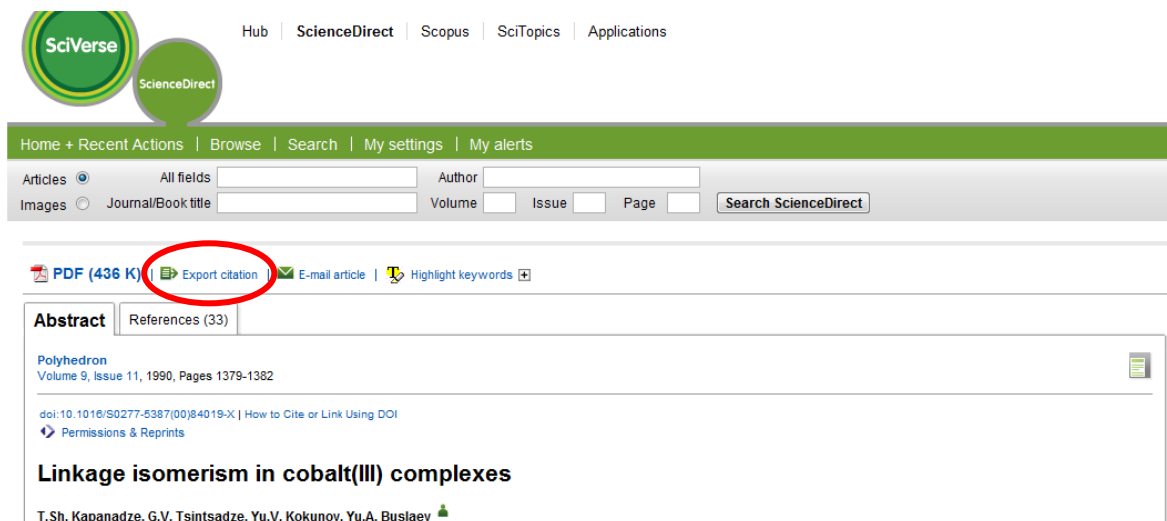 SciVerse
ScienceDirect
Hub | ScienceDirect | Scopus | SciTopics | Applications
Home + Recent Actions | Browse | Search | My settings | My alerts
Articles All fields Author
Images Journal/Book title Volume Issue Page Search ScienceDirect
PDF (436 K) | Export citation | E-mail article | Highlight keywords
Abstract References (33)
Polyhedron
Volume 9, Issue 11, 1990, Pages 1379-1382
doi:10.1016/S0277-5387(00)84019-X | How to Cite or Link Using DOI
Permissions & Reprints
Linkage isomerism in cobalt(III) complexes
T.Sh. Kapanadze, G.V. Tsintsadze, Yu.V. Kokunov, Yu.A. Buslaev